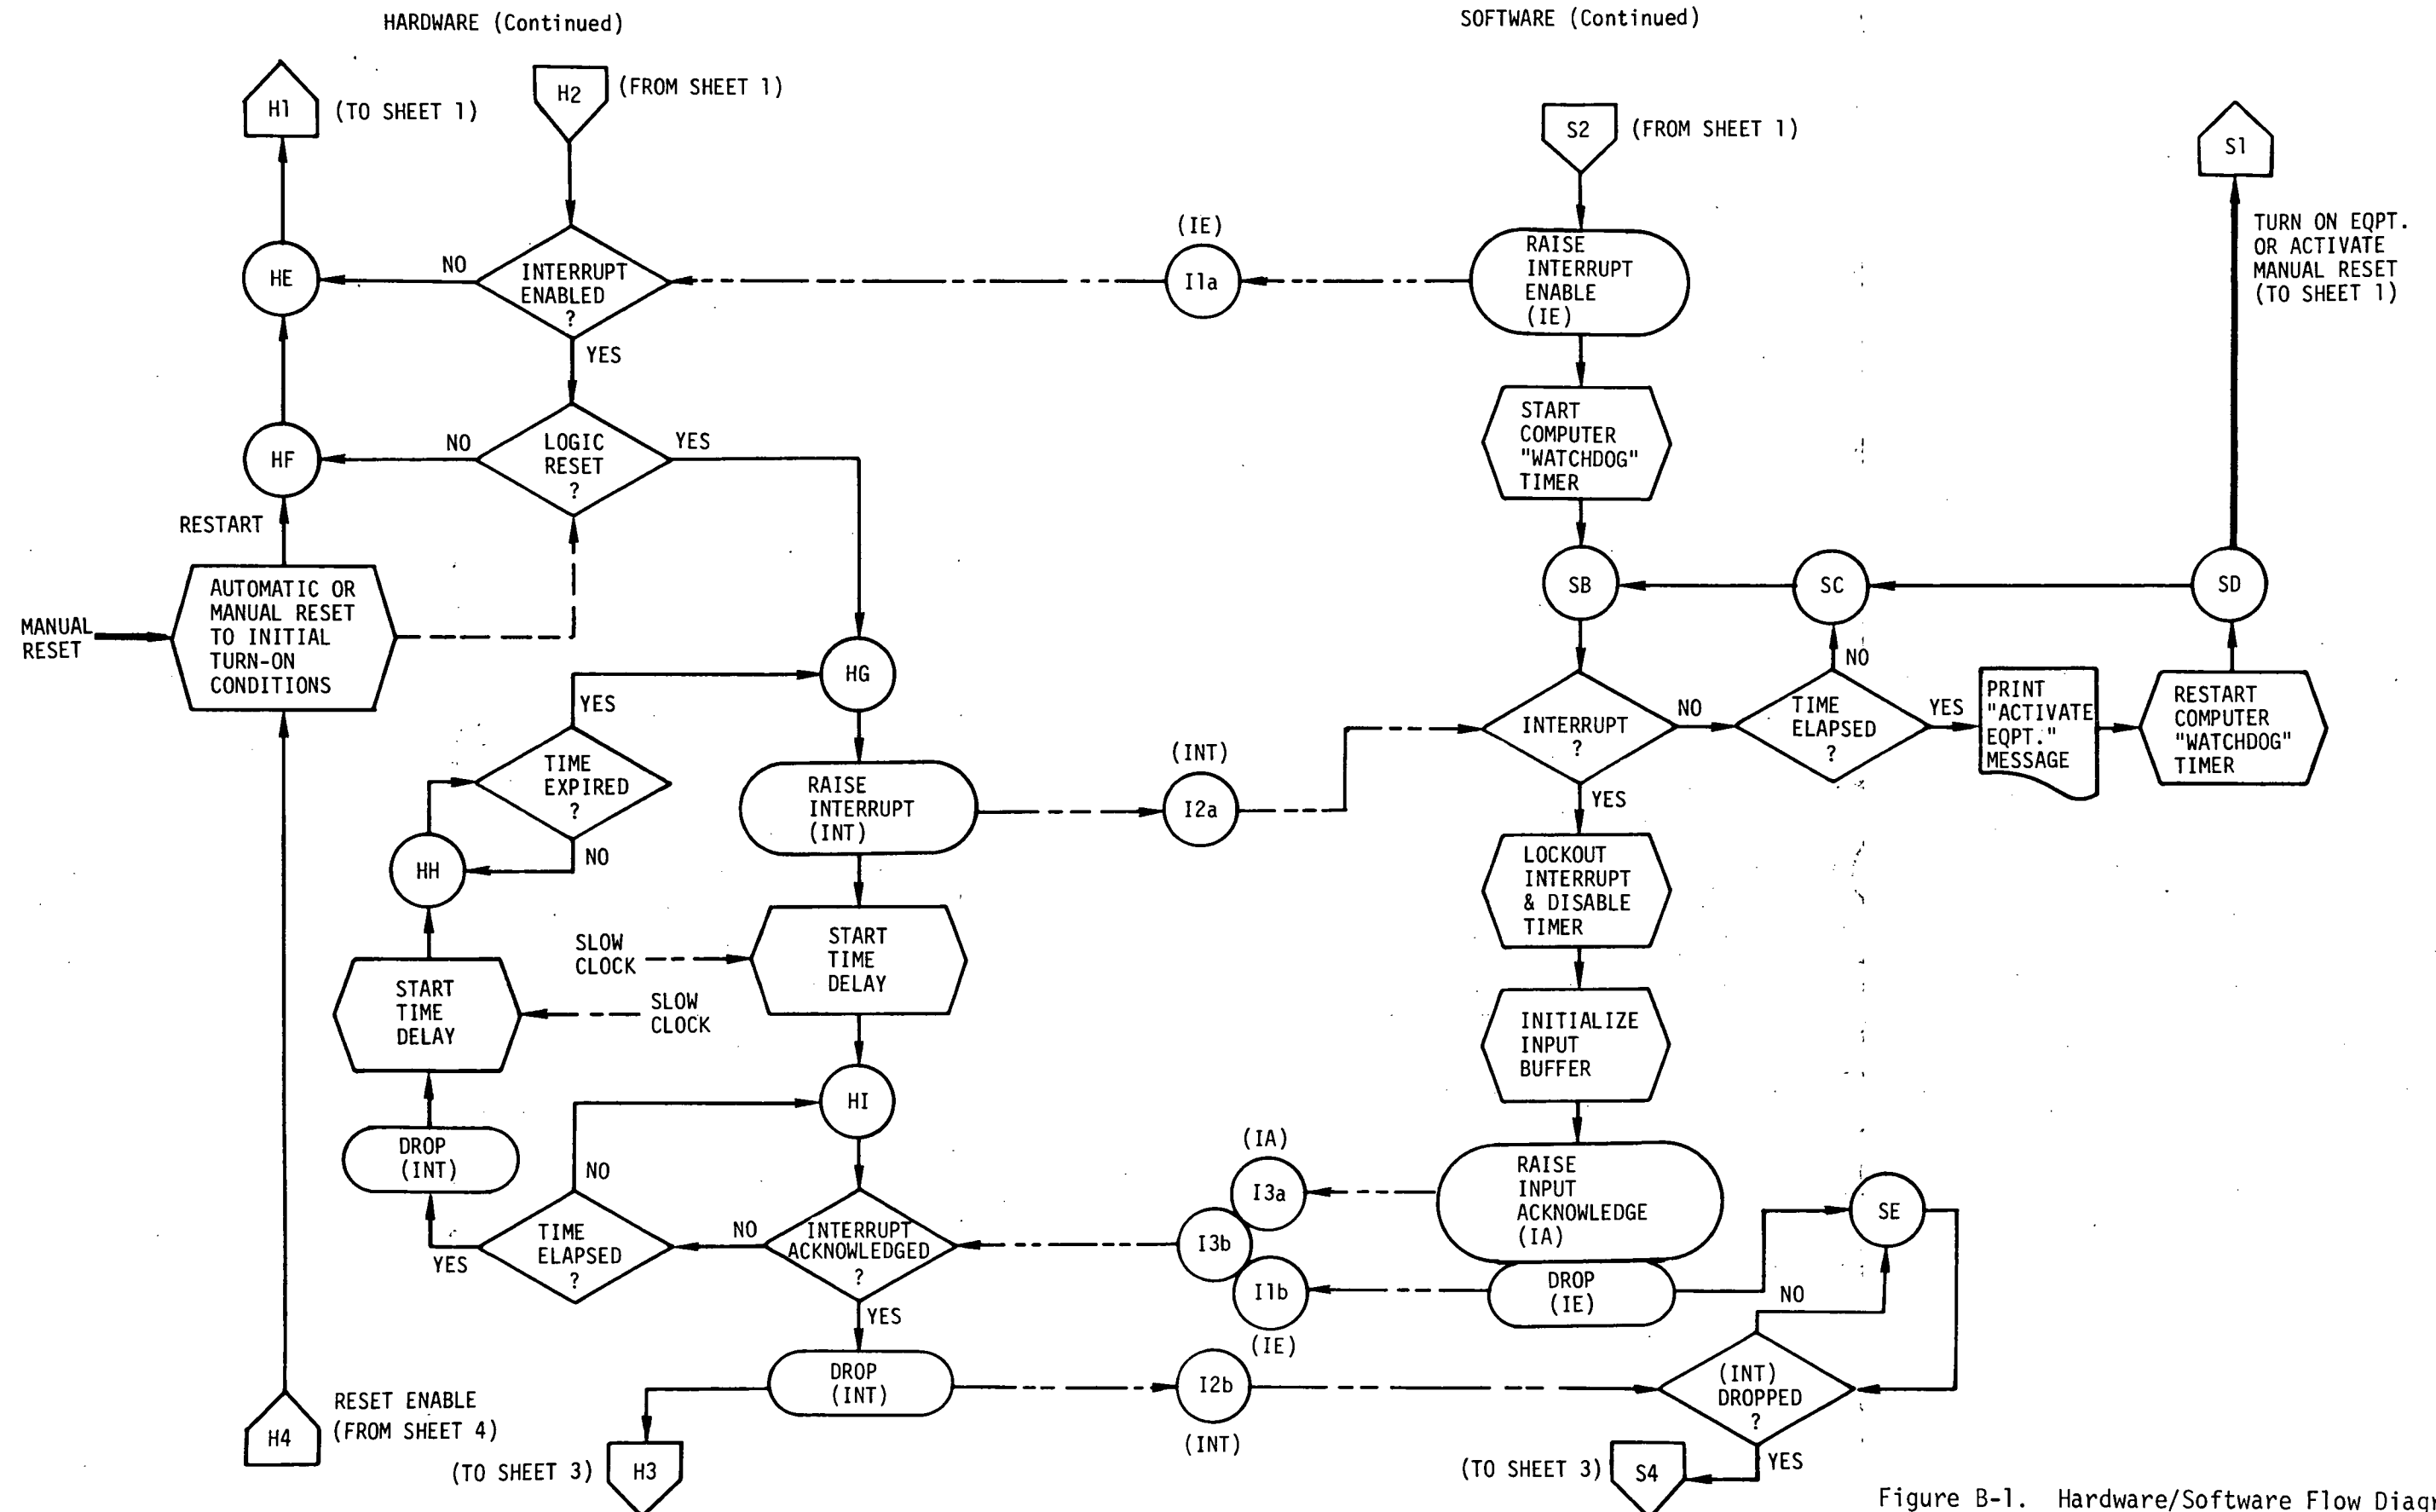 HARDWARE (Continued)
SOFTWARE (Continued)
H1
(TO SHEET 1)
H2
(FROM SHEET 1)
S2
(FROM SHEET 1)
S1
TURN ON EQPT.
OR ACTIVATE
MANUAL RESET
(TO SHEET 1)
HE
NO
INTERRUPT
ENABLED
?
YES
(IE)
I1a
RAISE
INTERRUPT
ENABLE
(IE)
HF
NO
LOGIC
RESET
?
YES
START
COMPUTER
"WATCHDOG"
TIMER
RESTART
MANUAL
RESET
AUTOMATIC OR
MANUAL RESET
TO INITIAL
TURN-ON
CONDITIONS
SB
SC
SD
HG
YES
TIME
EXPIRED
?
NO
HH
RAISE
INTERRUPT
(INT)
(INT)
I2a
INTERRUPT
?
NO
YES
NO
TIME
ELAPSED
?
YES
PRINT
"ACTIVATE
EQPT."
MESSAGE
RESTART
COMPUTER
"WATCHDOG"
TIMER
LOCKOUT
INTERRUPT
& DISABLE
TIMER
SLOW
CLOCK
START
TIME
DELAY
START
TIME
DELAY
SLOW
CLOCK
INITIALIZE
INPUT
BUFFER
HI
DROP
(INT)
NO
TIME
ELAPSED
?
YES
NO
INTERRUPT
ACKNOWLEDGED
?
YES
(IA)
I3a
I3b
I1b
(IE)
RAISE
INPUT
ACKNOWLEDGE
(IA)
DROP
(IE)
SE
NO
DROP
(INT)
I2b
(INT)
(INT)
DROPPED
?
YES
H4
RESET ENABLE
(FROM SHEET 4)
(TO SHEET 3)
H3
(TO SHEET 3)
S4
Figure B-1. Hardware/Software Flow Diag